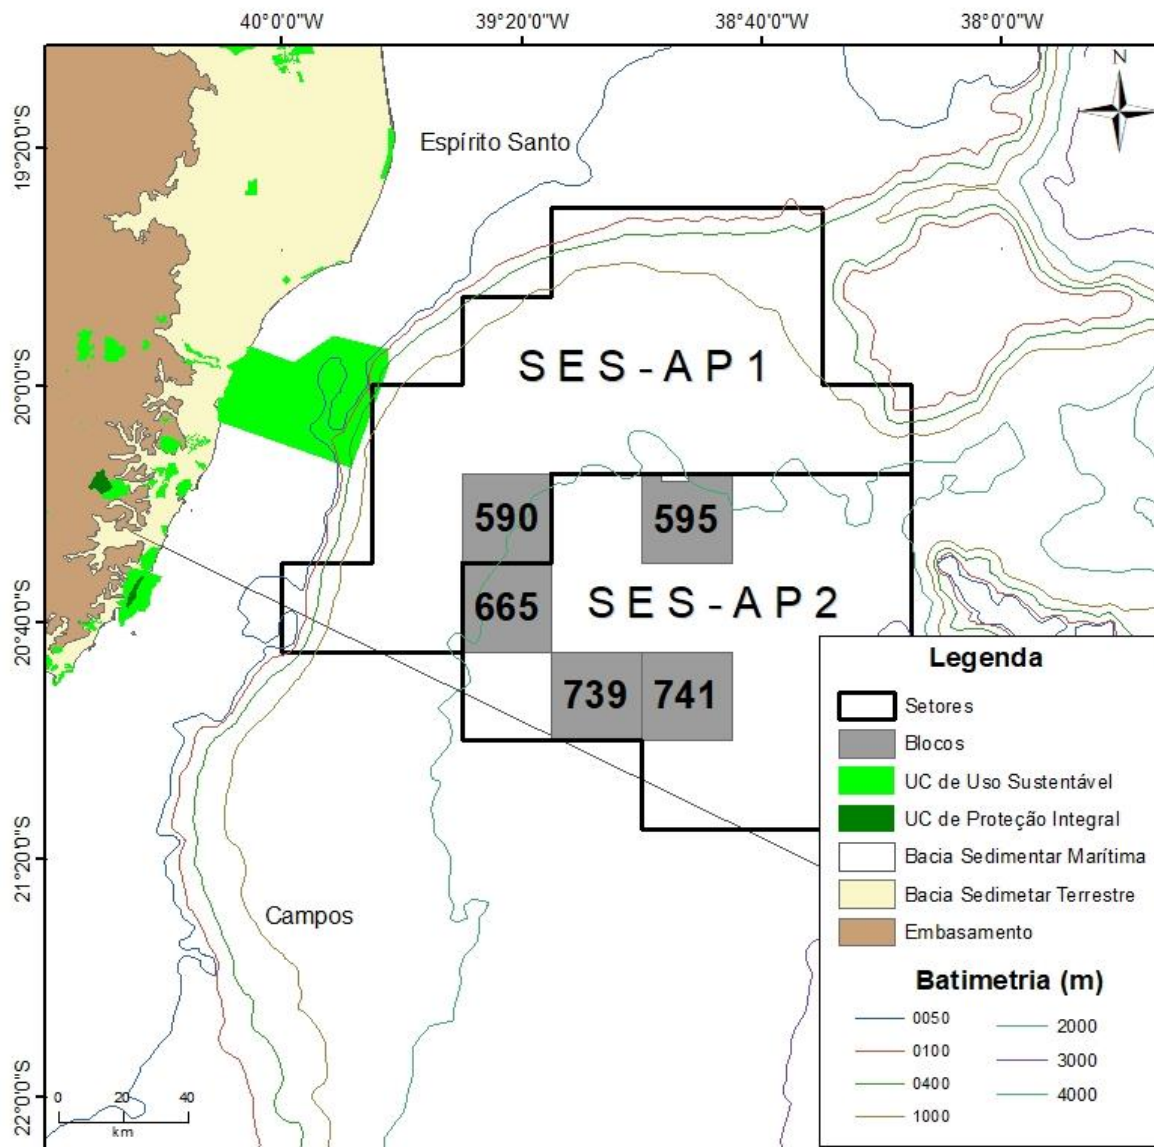 40°0'0"W 39°20'0"W 38°40'0"W 38°0'0"W
N
19°20'0"S
Espírito Santo
SES-AP1
20°0'0"S
590
595
665
SES-AP2
20°40'0"S
739
741
21°20'0"S
Campos
22°0'0"S
0 20 40
km
Legenda
Setores
Blocos
UC de Uso Sustentável
UC de Proteção Integral
Bacia Sedimentar Marítima
Bacia Sedimetar Terrestre
Embasamento
Batimetria (m)
0050
0100
0400
1000
2000
3000
4000